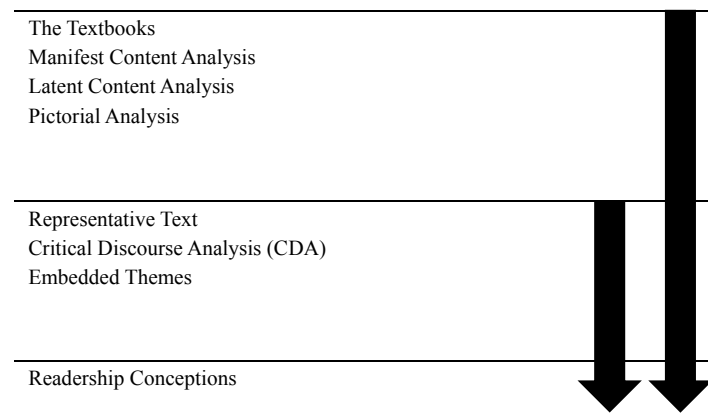 The Textbooks
Manifest Content Analysis
Latent Content Analysis
Pictorial Analysis
Representative Text
Critical Discourse Analysis (CDA)
Embedded Themes
Readership Conceptions